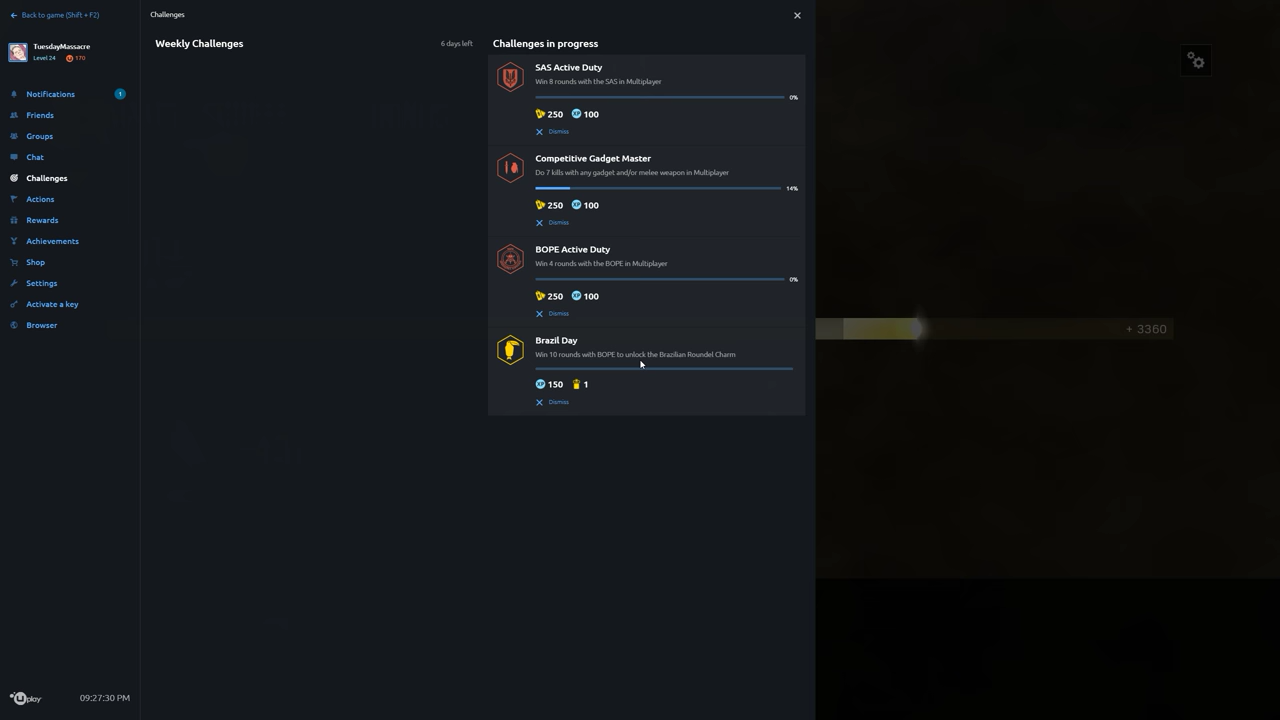 Back to game (Shift + F2)
TuesdayMassacre
Level 24 170
Notifications 1
Friends
Groups
Chat
Challenges
Actions
Rewards
Achievements
Shop
Settings
Activate a key
Browser
uplay 09:27:30 PM
Challenges
Weekly Challenges 6 days left
Challenges in progress
SAS Active Duty
Win 8 rounds with the SAS in Multiplayer
0%
250 XP 100
Dismiss
Competitive Gadget Master
Do 7 kills with any gadget and/or melee weapon in Multiplayer
14%
250 XP 100
Dismiss
BOPE Active Duty
Win 4 rounds with the BOPE in Multiplayer
0%
250 XP 100
Dismiss
Brazil Day
Win 10 rounds with BOPE to unlock the Brazilian Roundel Charm
XP 150 1
Dismiss
+ 3360